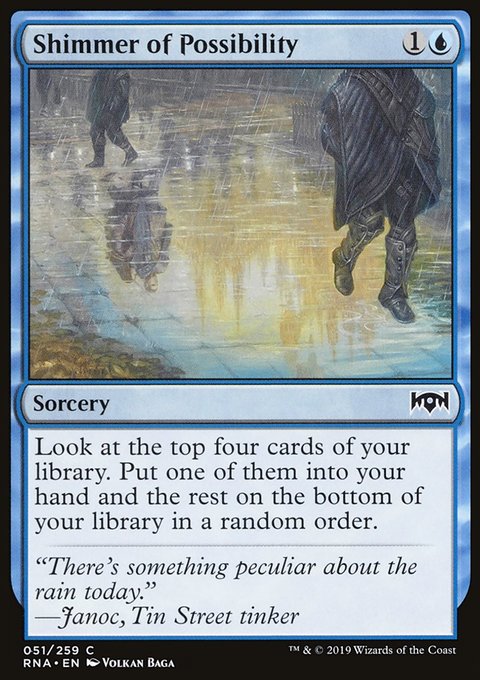 Shimmer of Possibility 1
Sorcery
Look at the top four cards of your
library. Put one of them into your
hand and the rest on the bottom of
your library in a random order.
“There’s something peculiar about the
rain today.”
—Janoc, Tin Street tinker
051/259 C
RNA • EN Volkan Baga
™ & © 2019 Wizards of the Coast